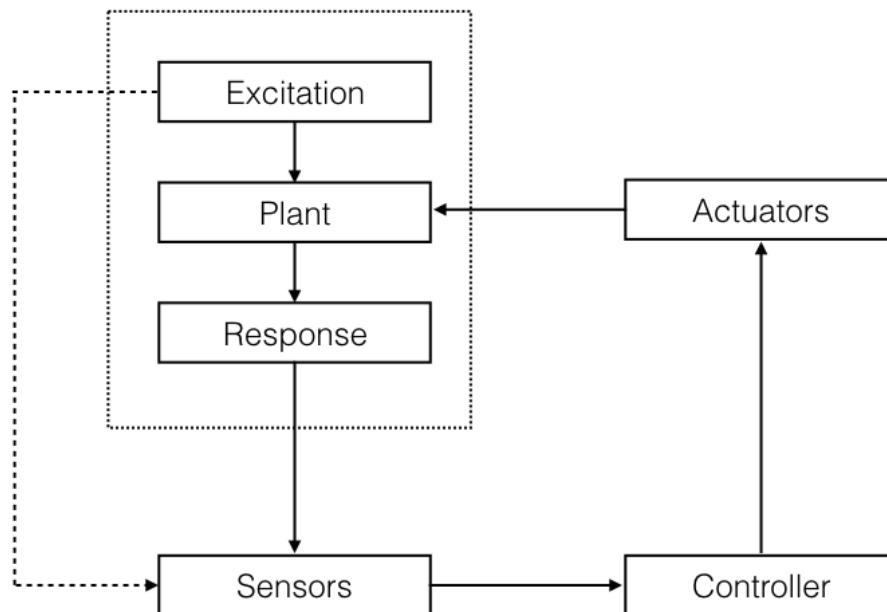 Excitation
Plant
Actuators
Response
Sensors
Controller